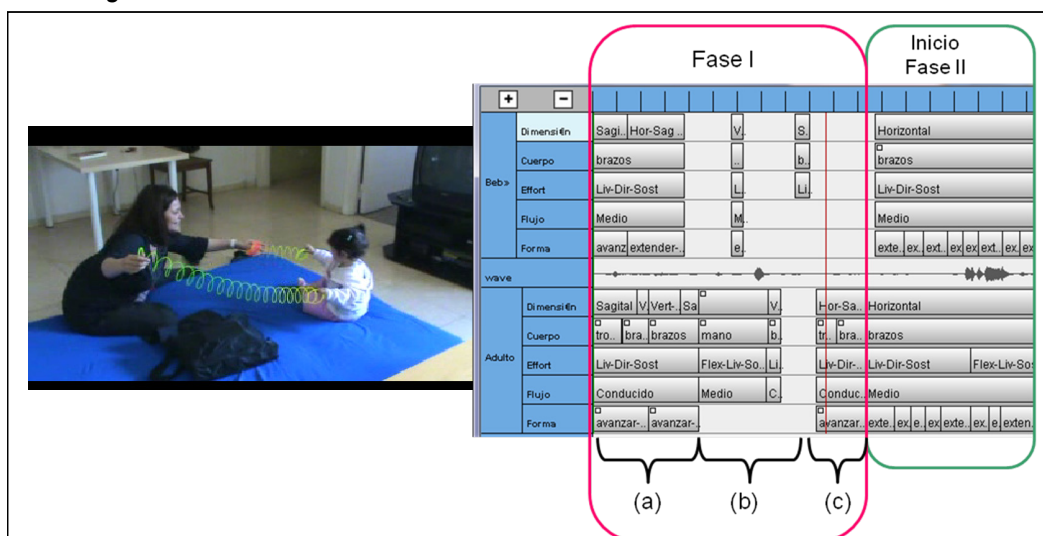 Fase I
Inicio
Fase II
+ −
Dimensi€n Sagi.. Hor-Sag .. V.. S.. Horizontal
Cuerpo brazos .. b.. brazos
Beb» Effort Liv-Dir-Sost L.. Li.. Liv-Dir-Sost
Flujo Medio M.. Medio
Forma avanz extender-.. e.. exte.. ex.. ext.. ex ex ext.. ex.. ex
wave
Dimensi€n Sagital V. Vert-.. Sa V.. Hor-Sa.. Horizontal
Cuerpo tro.. bra.. brazos mano b.. tr.. bra.. brazos
Adulto Effort Liv-Dir-Sost Flex-Liv-So.. Li.. Liv-Dir-.. Liv-Dir-Sost Flex-Liv-Sos
Flujo Conducido Medio C.. Conduc.. Medio
Forma avanzar-.. avanzar-.. avanzar.. exte.. ex.. e.. ex exte.. ex.. e exten.
(a) (b) (c)